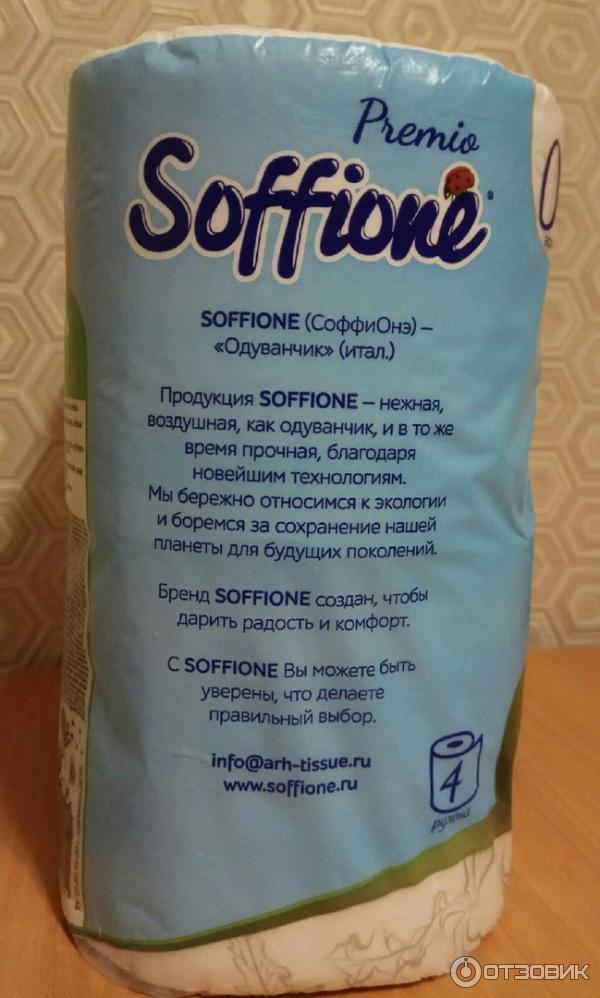 Premio
Soffione®
SOFFIONE (СоффиОнэ) –
«Одуванчик» (итал.)
Продукция SOFFIONE – нежная,
воздушная, как одуванчик, и в то же
время прочная, благодаря
новейшим технологиям.
Мы бережно относимся к экологии
и боремся за сохранение нашей
планеты для будущих поколений.
Бренд SOFFIONE создан, чтобы
дарить радость и комфорт.
С SOFFIONE Вы можете быть
уверены, что делаете
правильный выбор.
info@arh-tissue.ru
www.soffione.ru
4
рулона
ОТЗОВИК